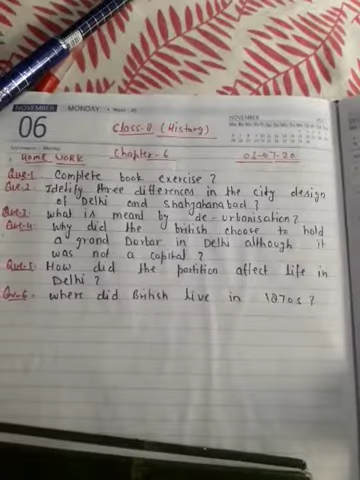 NOVEMBER MONDAY
06
NOVEMBER
Class-8 (History)
HOME WORK Chapter-6 03-07-20
Que-1 Complete book exercise ?
Que-2 Idetify three differences in the city design
of Delhi and Shahjahanabad ?
Que-3 what is meant by de-urbanisation ?
Que-4 Why did the british choose to hold
a grand Durbar in Delhi although it
was not a capital ?
Que-5 How did the partition affect life in
Delhi ?
Que-6 where did British live in 1870s ?